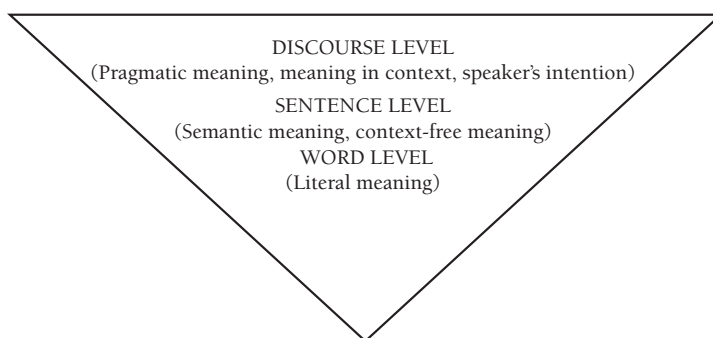 DISCOURSE LEVEL
(Pragmatic meaning, meaning in context, speaker's intention)
SENTENCE LEVEL
(Semantic meaning, context-free meaning)
WORD LEVEL
(Literal meaning)